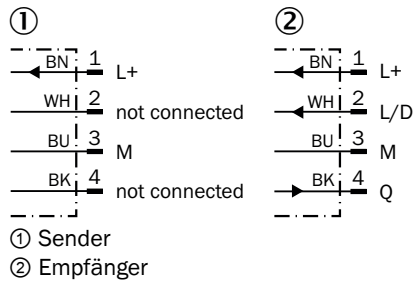 ① ②
BN 1 L+
WH 2 not connected
BU 3 M
BK 4 not connected
BN 1 L+
WH 2 L/D
BU 3 M
BK 4 Q
① Sender
② Empfänger